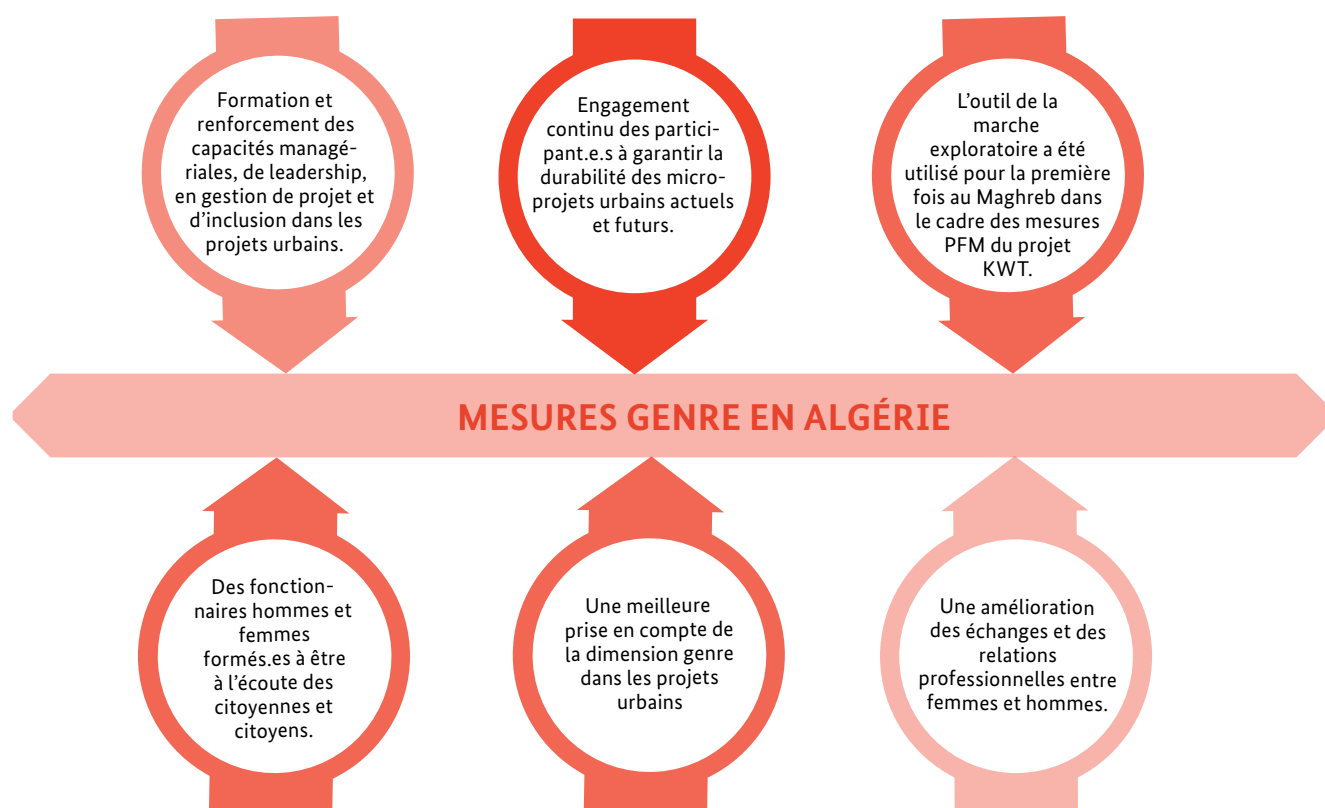 Formation et
renforcement des
capacités managé-
riales, de leadership,
en gestion de projet et
d'inclusion dans les
projets urbains.
Engagement
continu des partici-
pant.e.s à garantir la
durabilité des micro-
projets urbains actuels
et futurs.
L'outil de la
marche
exploratoire a été
utilisé pour la première
fois au Maghreb dans
le cadre des mesures
PFM du projet
KWT.
MESURES GENRE EN ALGÉRIE
Des fonction-
naires hommes et
femmes
formés.es à être
à l'écoute des
citoyennes et
citoyens.
Une meilleure
prise en compte de
la dimension genre
dans les projets
urbains
Une amélioration
des échanges et des
relations
professionnelles entre
femmes et hommes.